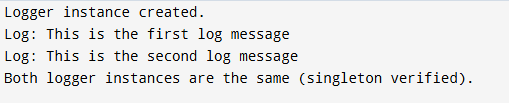 Logger instance created.
Log: This is the first log message
Log: This is the second log message
Both logger instances are the same (singleton verified).